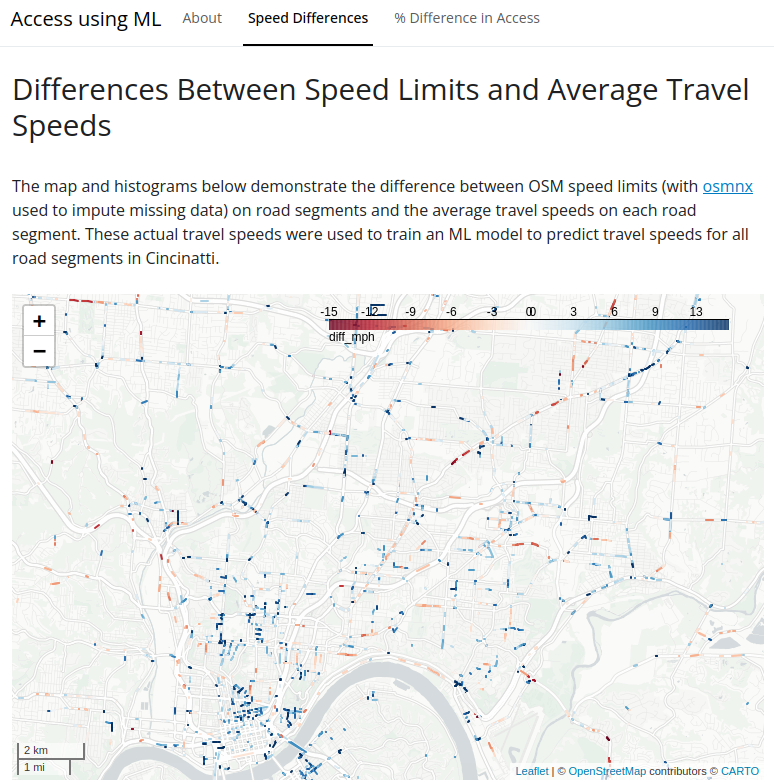 Access using ML About Speed Differences % Difference in Access
Differences Between Speed Limits and Average Travel
Speeds
The map and histograms below demonstrate the difference between OSM speed limits (with osmnx
used to impute missing data) on road segments and the average travel speeds on each road
segment. These actual travel speeds were used to train an ML model to predict travel speeds for all
road segments in Cincinatti.
+
−
-15 -12 -9 -6 -3 0 3 6 9 13
diff_mph
2 km
1 mi
Leaflet | © OpenStreetMap contributors © CARTO